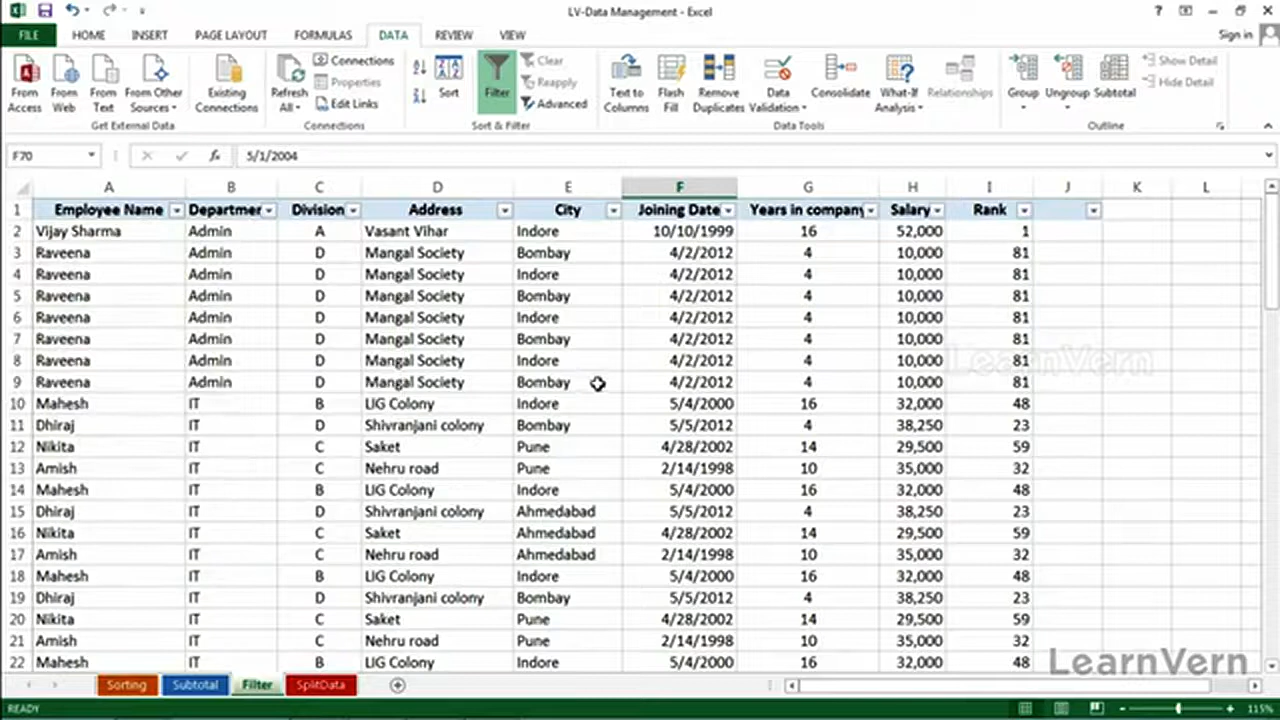 LV-Data Management - Excel
FILE HOME INSERT PAGE LAYOUT FORMULAS DATA REVIEW VIEW Sign in
From Access From Web From Text From Other Sources Existing Connections Refresh All Connections Properties Edit Links Sort Filter Clear Reapply Advanced Text to Columns Flash Fill Remove Duplicates Data Validation Consolidate What-If Analysis Relationships Group Ungroup Subtotal Show Detail Hide Detail
Get External Data Connections Sort & Filter Data Tools Outline
F70 fx 5/1/2004
A B C D E F G H I J K L
1 Employee Name Departmer Division Address City Joining Date Years in company Salary Rank
2 Vijay Sharma Admin A Vasant Vihar Indore 10/10/1999 16 52,000 1
3 Raveena Admin D Mangal Society Bombay 4/2/2012 4 10,000 81
4 Raveena Admin D Mangal Society Indore 4/2/2012 4 10,000 81
5 Raveena Admin D Mangal Society Bombay 4/2/2012 4 10,000 81
6 Raveena Admin D Mangal Society Indore 4/2/2012 4 10,000 81
7 Raveena Admin D Mangal Society Bombay 4/2/2012 4 10,000 81
8 Raveena Admin D Mangal Society Indore 4/2/2012 4 10,000 81 LearnVern
9 Raveena Admin D Mangal Society Bombay 4/2/2012 4 10,000 81
10 Mahesh IT B LIG Colony Indore 5/4/2000 16 32,000 48
11 Dhiraj IT D Shivranjani colony Bombay 5/5/2012 4 38,250 23
12 Nikita IT C Saket Pune 4/28/2002 14 29,500 59
13 Amish IT C Nehru road Pune 2/14/1998 10 35,000 32
14 Mahesh IT B LIG Colony Indore 5/4/2000 16 32,000 48
15 Dhiraj IT D Shivranjani colony Ahmedabad 5/5/2012 4 38,250 23
16 Nikita IT C Saket Ahmedabad 4/28/2002 14 29,500 59
17 Amish IT C Nehru road Ahmedabad 2/14/1998 10 35,000 32
18 Mahesh IT B LIG Colony Indore 5/4/2000 16 32,000 48
19 Dhiraj IT D Shivranjani colony Bombay 5/5/2012 4 38,250 23
20 Nikita IT C Saket Pune 4/28/2002 14 29,500 59
21 Amish IT C Nehru road Pune 2/14/1998 10 35,000 32
22 Mahesh IT B LIG Colony Indore 5/4/2000 16 32,000 48
LearnVern
Sorting Subtotal Filter SplitData
READY 115%